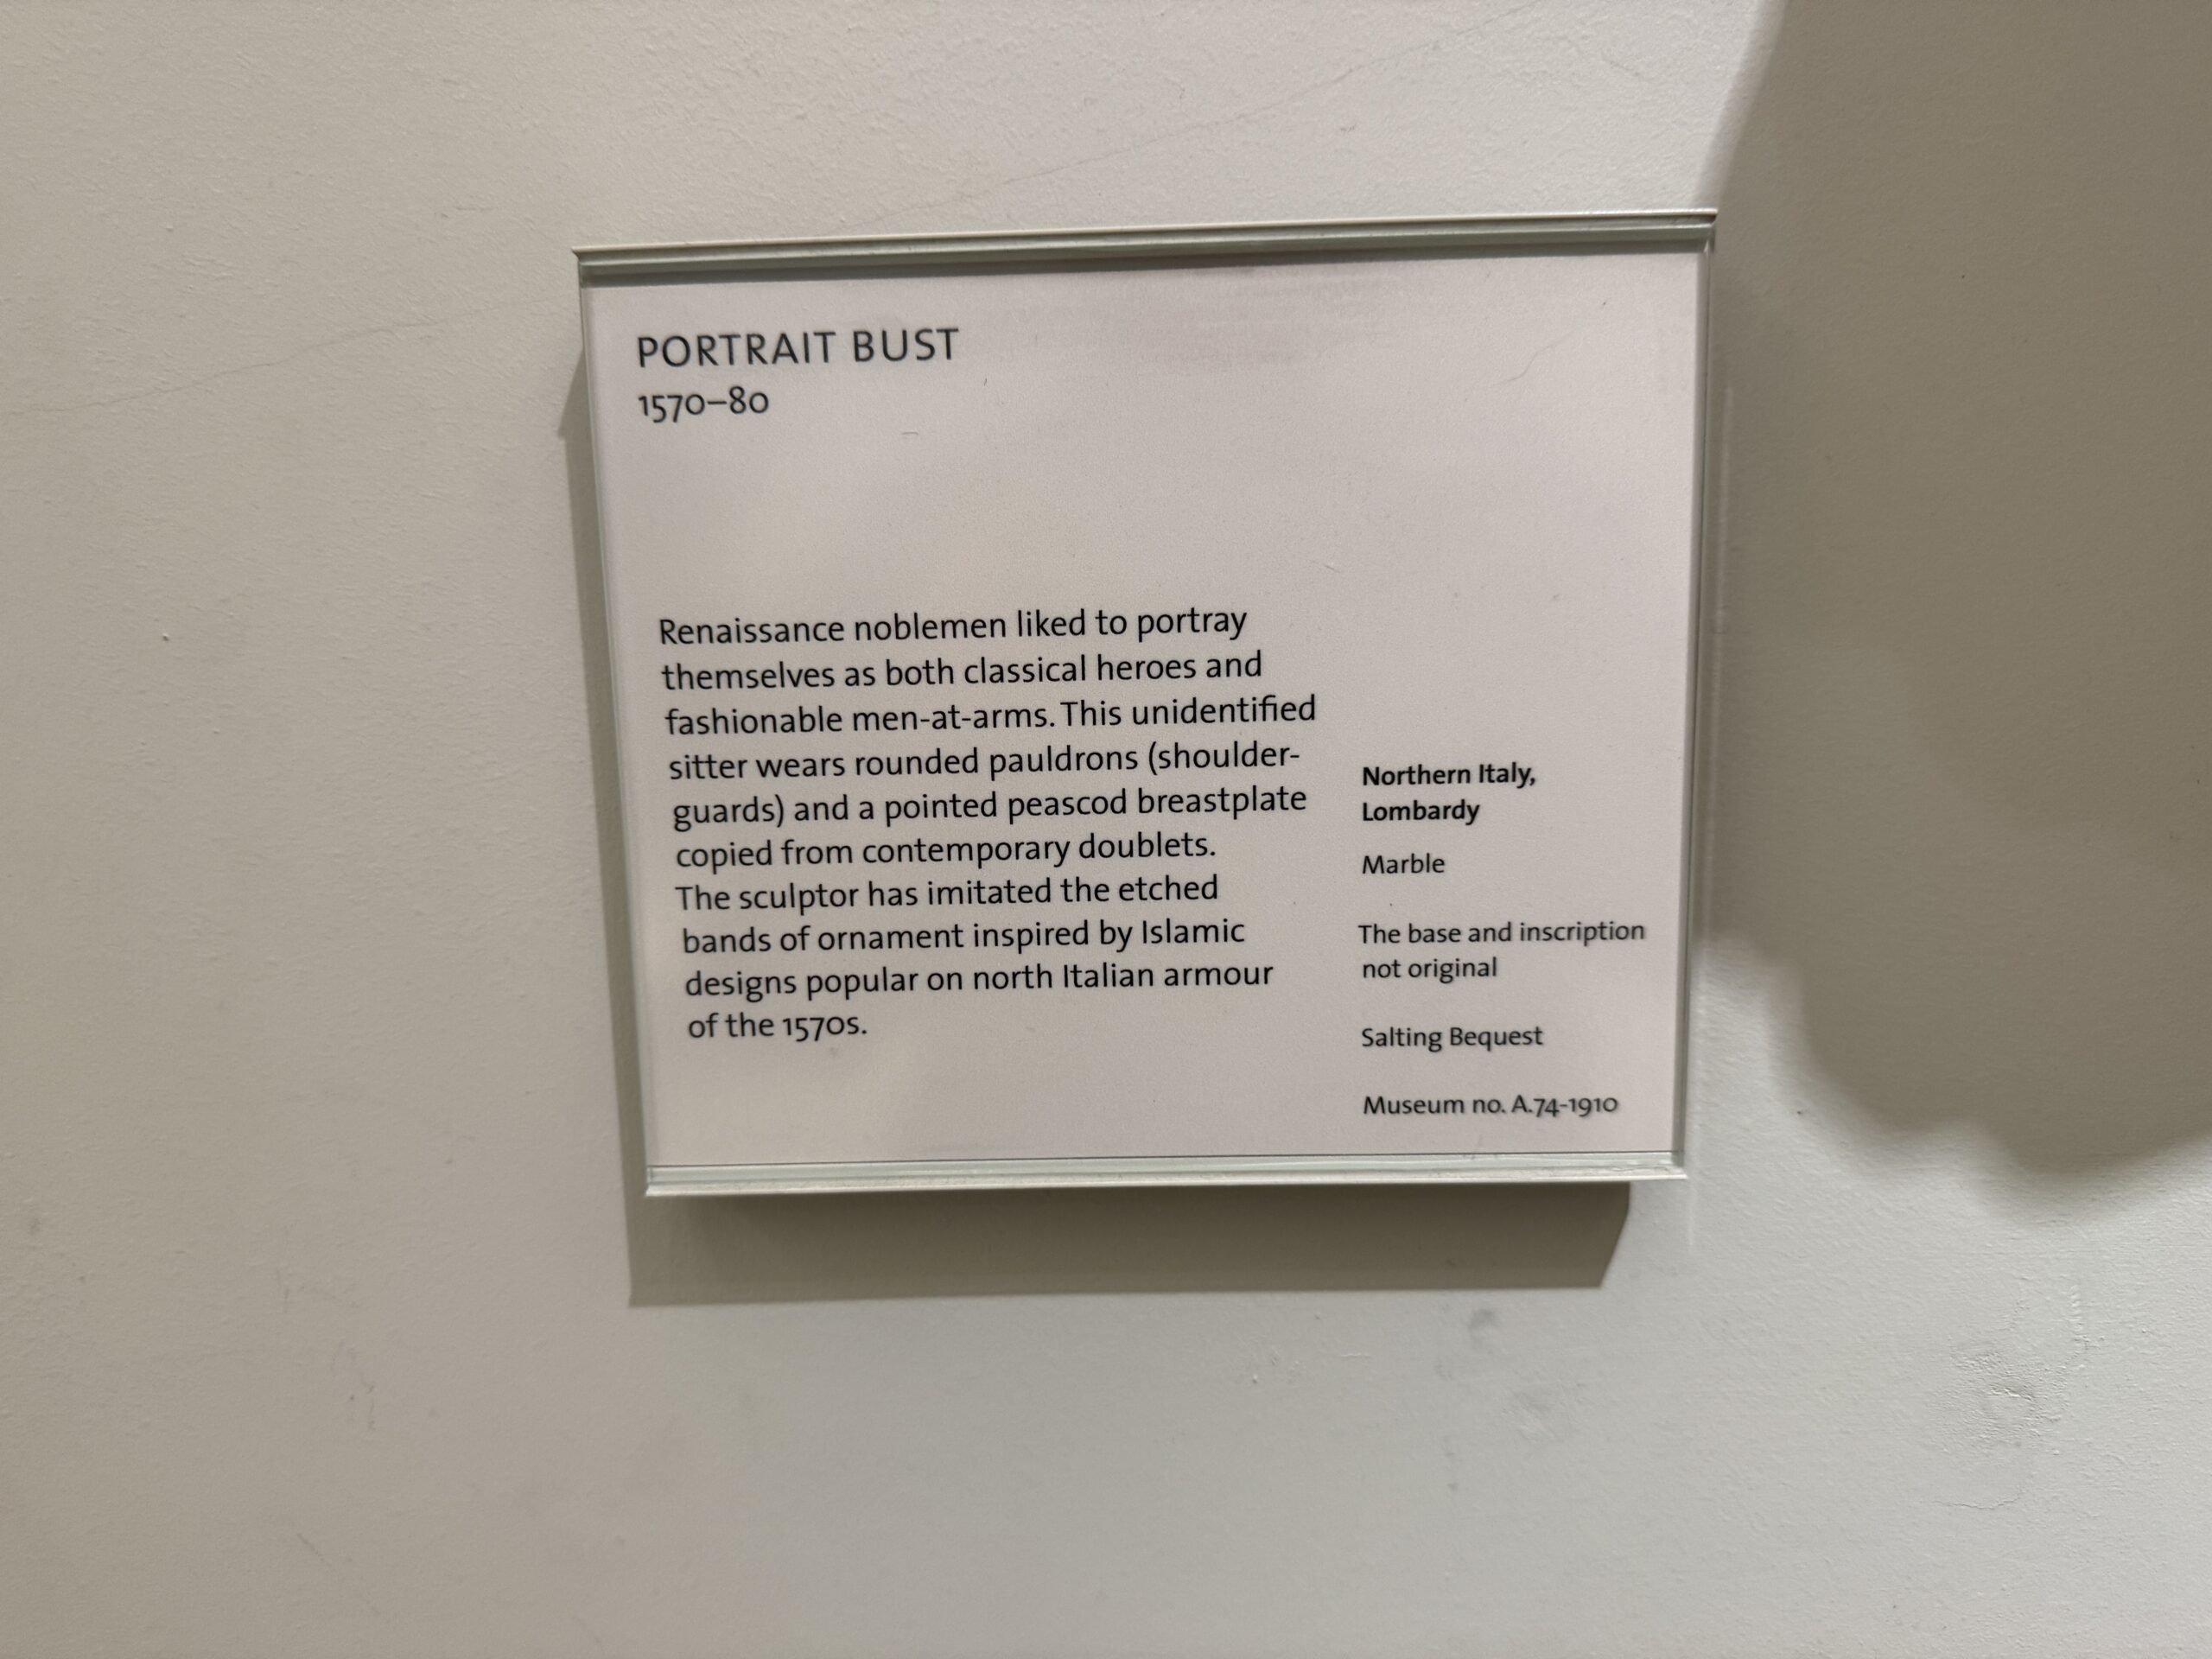 PORTRAIT BUST
1570–80
Renaissance noblemen liked to portray
themselves as both classical heroes and
fashionable men-at-arms. This unidentified
sitter wears rounded pauldrons (shoulder-
guards) and a pointed peascod breastplate
copied from contemporary doublets.
The sculptor has imitated the etched
bands of ornament inspired by Islamic
designs popular on north Italian armour
of the 1570s.
Northern Italy,
Lombardy
Marble
The base and inscription
not original
Salting Bequest
Museum no. A.74-1910